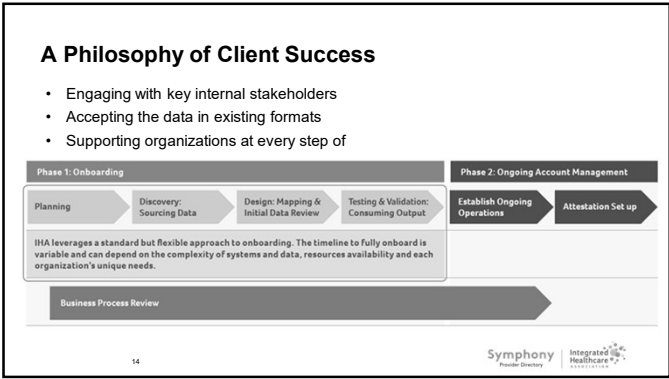 A Philosophy of Client Success
• Engaging with key internal stakeholders
• Accepting the data in existing formats
• Supporting organizations at every step of
Phase 1: Onboarding
Phase 2: Ongoing Account Management
Planning
Discovery:
Sourcing Data
Design: Mapping &
Initial Data Review
Testing & Validation:
Consuming Output
Establish Ongoing
Operations
Attestation Set up
IHA leverages a standard but flexible approach to onboarding. The timeline to fully onboard is
variable and can depend on the complexity of systems and data, resources availability and each
organization's unique needs.
Business Process Review
14
Symphony
Provider Directory
Integrated
Healthcare
ASSOCIATION